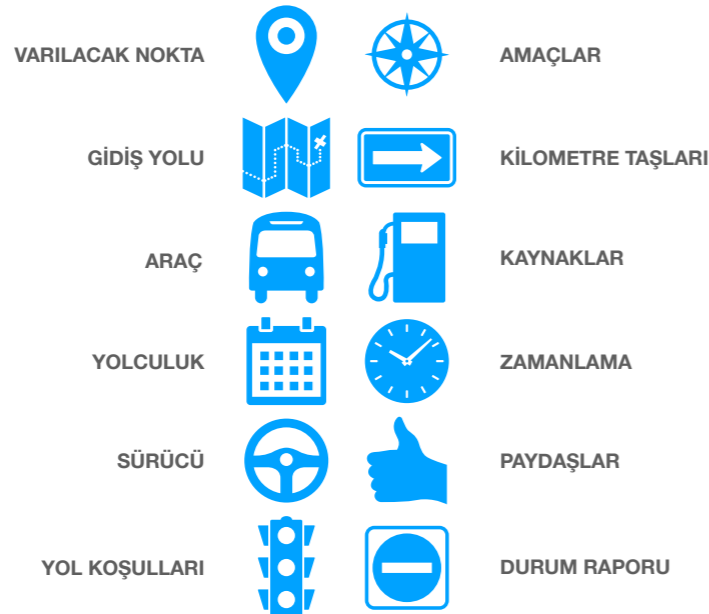 VARILACAK NOKTA
AMAÇLAR
GİDİŞ YOLU
KİLOMETRE TAŞLARI
ARAÇ
KAYNAKLAR
YOLCULUK
ZAMANLAMA
SÜRÜCÜ
PAYDAŞLAR
YOL KOŞULLARI
DURUM RAPORU